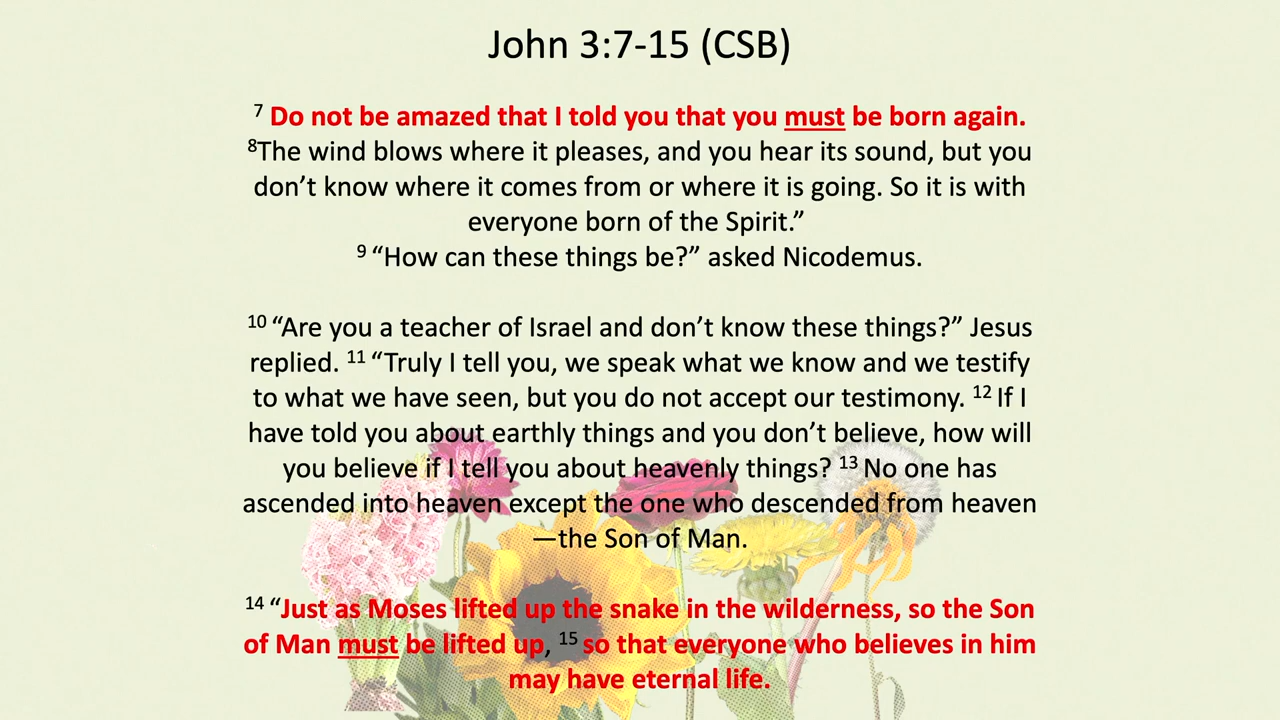 John 3:7-15 (CSB)
7 Do not be amazed that I told you that you must be born again.
8The wind blows where it pleases, and you hear its sound, but you
don’t know where it comes from or where it is going. So it is with
everyone born of the Spirit.”
9 “How can these things be?” asked Nicodemus.
10 “Are you a teacher of Israel and don’t know these things?” Jesus
replied. 11 “Truly I tell you, we speak what we know and we testify
to what we have seen, but you do not accept our testimony. 12 If I
have told you about earthly things and you don’t believe, how will
you believe if I tell you about heavenly things? 13 No one has
ascended into heaven except the one who descended from heaven
—the Son of Man.
14 “Just as Moses lifted up the snake in the wilderness, so the Son
of Man must be lifted up, 15 so that everyone who believes in him
may have eternal life.